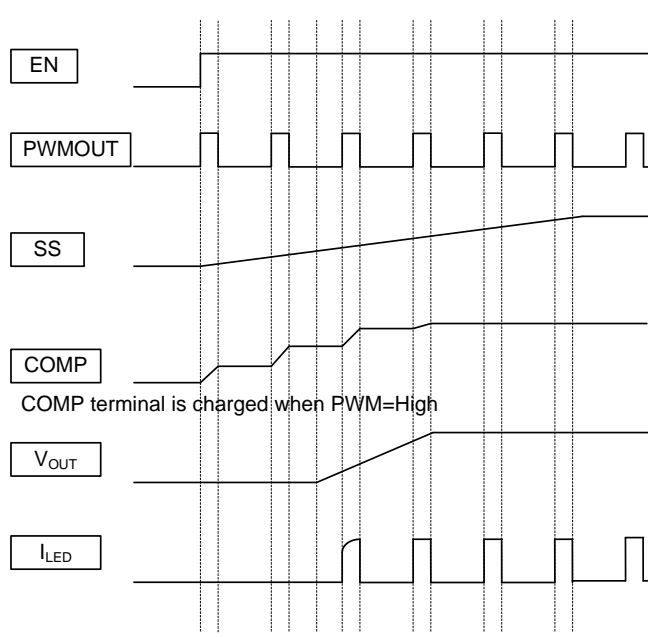 EN
PWMOUT
SS
COMP
COMP terminal is charged when PWM=High
VOUT
ILED